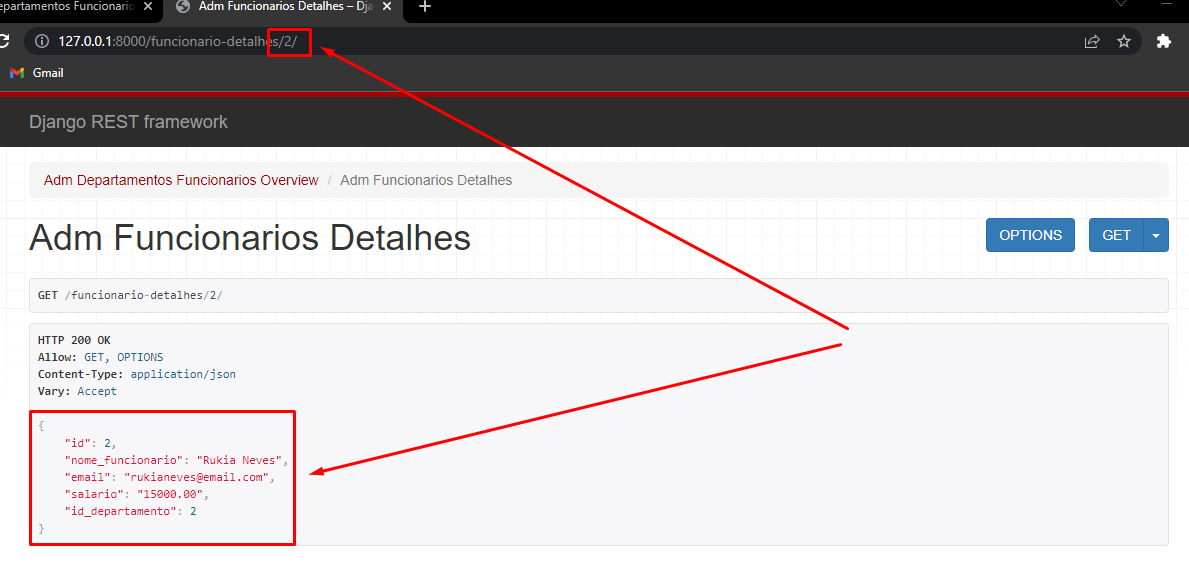 epartamentos Funcionario
Adm Funcionarios Detalhes – Dja
127.0.0.1:8000/funcionario-detalhes/2/
Gmail
Django REST framework
Adm Departamentos Funcionarios Overview / Adm Funcionarios Detalhes
Adm Funcionarios Detalhes
OPTIONS
GET
GET /funcionario-detalhes/2/
HTTP 200 OK
Allow: GET, OPTIONS
Content-Type: application/json
Vary: Accept
{
"id": 2,
"nome_funcionario": "Rukia Neves",
"email": "rukianeves@email.com",
"salario": "15000.00",
"id_departamento": 2
}